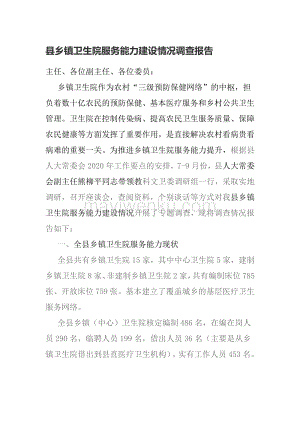 县乡镇卫生院服务能力建设情况调查报告
主任、各位副主任、各位委员:
乡镇卫生院作为农村“三级预防保健网络”的中枢,担
负着数十亿农民的预防保健、基本医疗服务和乡村公共卫生
管理。卫生院在控制传染病、提高农民卫生服务质量、保障
农民健康等方面发挥了重要作用,是直接解决农村看病贵看
病难的重要一关。为推进乡镇卫生院服务能力提升,根据县
人大常委会2020年工作要点的安排,7-9月份,县人大常委
会副主任熊柳平同志带领教科文卫委调研组一行,采取实地
调研、召开座谈会,查阅资料,个别谈话等方式对我县乡镇
卫生院服务能力建设情况开展了专题调查。现将调查情况报
告如下:
一、全县乡镇卫生院服务能力现状
全县共有乡镇卫生院15家,其中中心卫生院5家,建制
乡镇卫生院8家、非建制乡镇卫生院2家,共有编制床位785
张、开放床位759张。基本建立了覆盖城乡的基层医疗卫生
服务网络。
全县乡镇(中心)卫生院核定编制486名,在编在岗人
员290名,临聘人员199名,借出人员36名(主要是从乡
镇卫生院借出到县直医疗卫生机构),实有工作人员453名。
mayiwenku.com